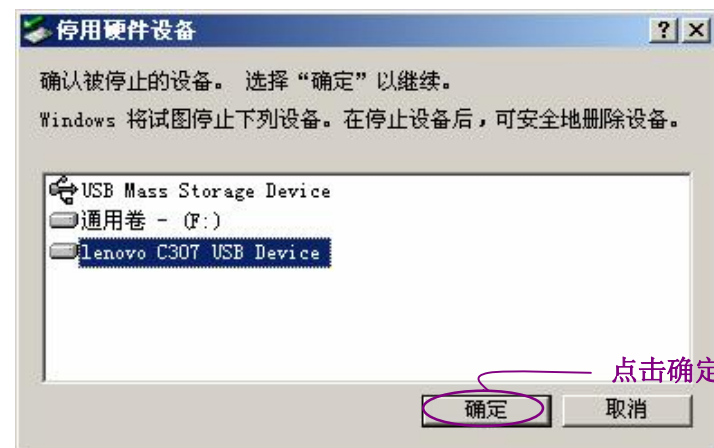 停用硬件设备
确认被停止的设备。 选择“确定”以继续。
Windows 将试图停止下列设备。在停止设备后，可安全地删除设备。
USB Mass Storage Device
通用卷 - (F:)
lenovo C307 USB Device
点击确定
确定
取消